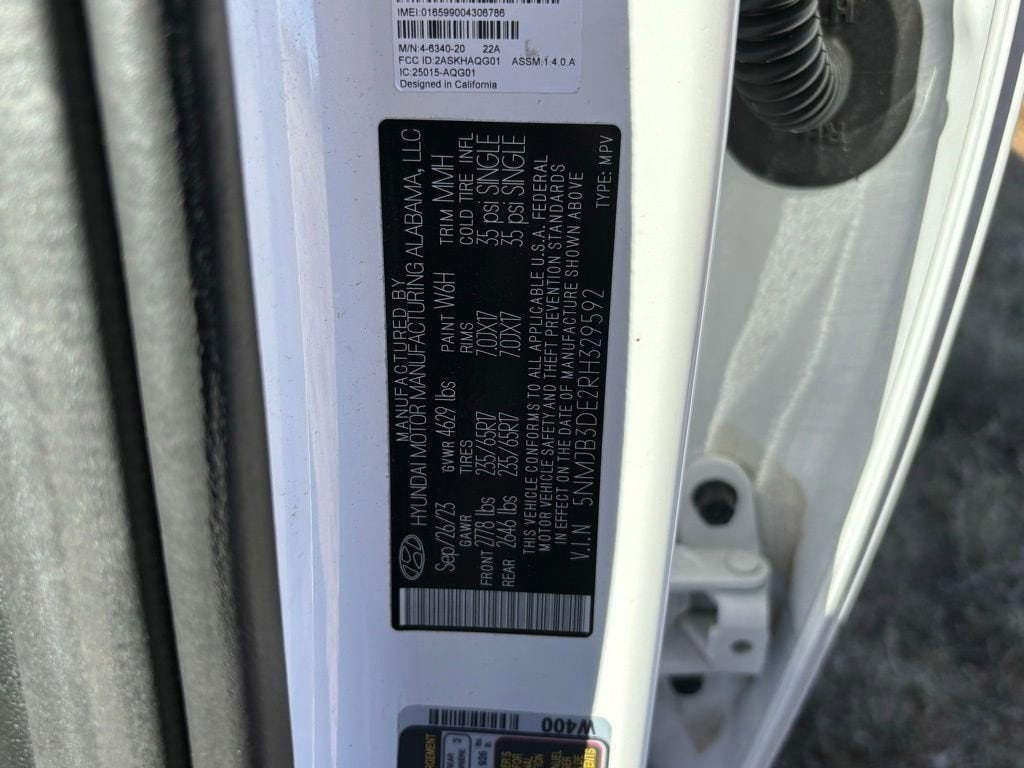 IMEI:016599004306786
M/N:4-6340-20 22A
FCC ID:2ASKHAQG01 ASSM:1.4.0.A
IC:25015-AQG01
Designed in California
MANUFACTURED BY
HYUNDAI MOTOR MANUFACTURING ALABAMA, LLC
Sep/26/23 GVWR 4629 lbs PAINT W6H TRIM MMH
GAWR TIRES RIMS COLD TIRE INFL
FRONT 2778 lbs 235/65R17 7.0JX17 35 psi SINGLE
REAR 2646 lbs 235/65R17 7.0JX17 35 psi SINGLE
THIS VEHICLE CONFORMS TO ALL APPLICABLE U.S.A. FEDERAL
MOTOR VEHICLE SAFETY AND THEFT PREVENTION STANDARDS
IN EFFECT ON THE DATE OF MANUFACTURE SHOWN ABOVE
V.I.N 5NMJB3DE2RH329592 TYPE: MPV
W400
REAR 3
926